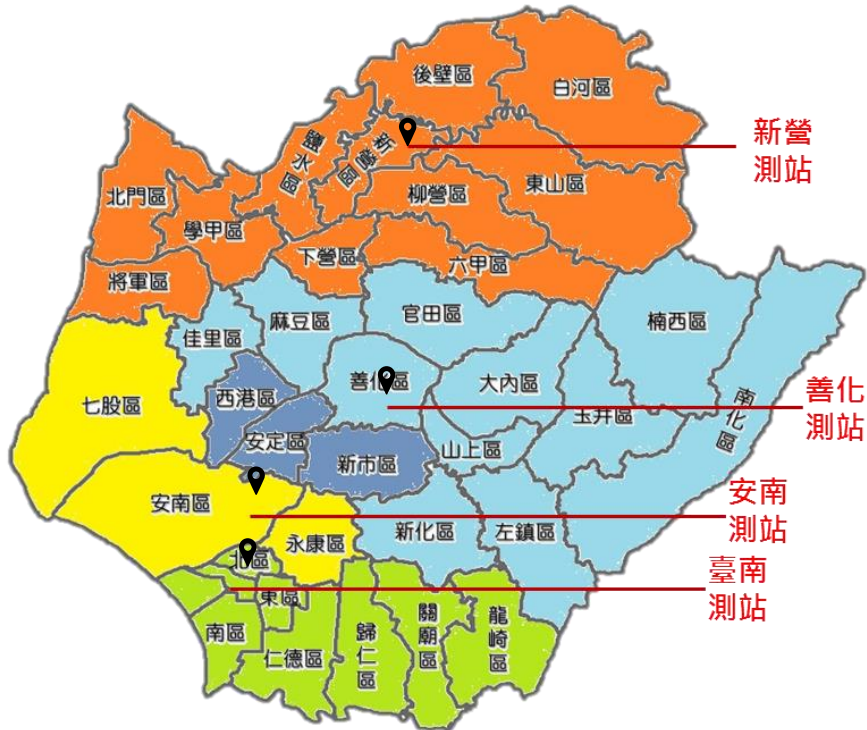 後壁區
白河區
新營
測站
新營區
鹽水區
北門區
東山區
柳營區
學甲區
下營區
六甲區
將軍區
官田區
麻豆區
楠西區
佳里區
善化區
大內區
善化
測站
西港區
七股區
玉井區
南化區
安定區
山上區
新市區
安南
測站
安南區
新化區
左鎮區
永康區
北區
臺南
測站
東區
南區
關廟區
龍崎區
歸仁區
仁德區